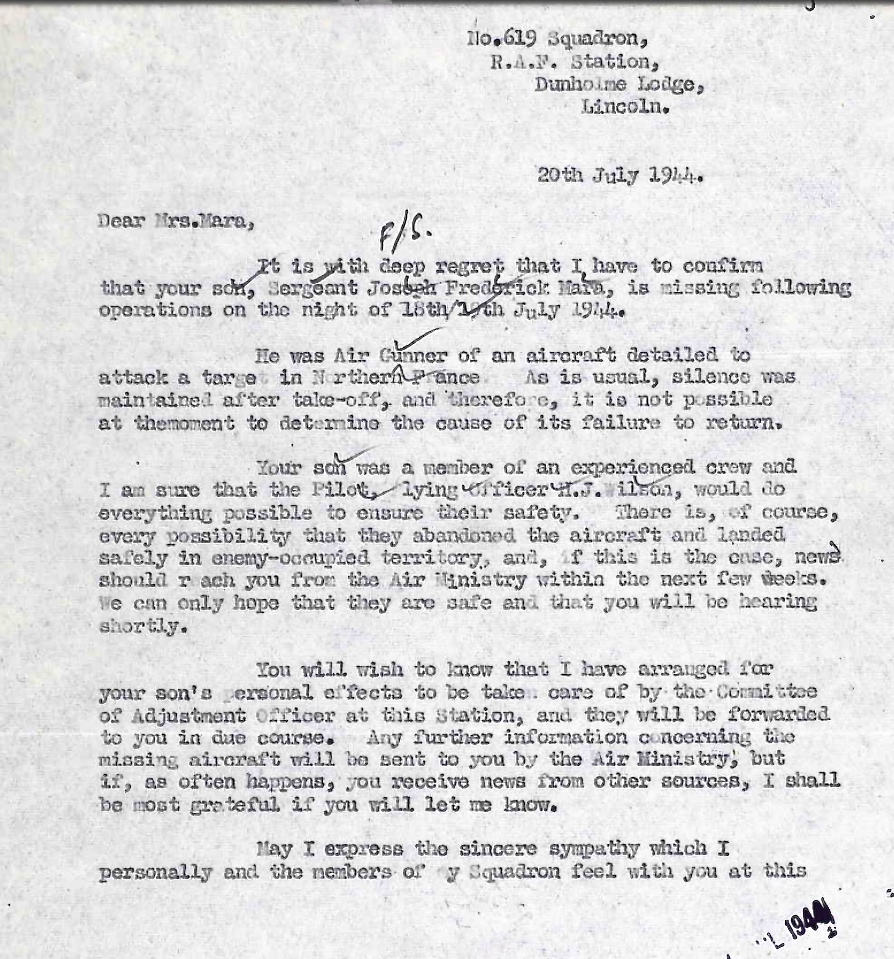 No.619 Squadron,
R.A.F. Station,
Dunholme Lodge,
Lincoln.
20th July 1944.
Dear Mrs.Mara,
F/S.
It is with deep regret that I have to confirm
that your son, Sergeant Joseph Frederick Mara, is missing following
operations on the night of 18th/19th July 1944.
He was Air Gunner of an aircraft detailed to
attack a target in Northern France As is usual, silence was
maintained after take-off, and therefore, it is not possible
at themoment to determine the cause of its failure to return.
Your son was a member of an experienced crew and
I am sure that the Pilot, lying Officer H.J.Wilson, would do
everything possible to ensure their safety. There is, of course,
every possibility that they abandoned the aircraft and landed
safely in enemy-occupied territory, and, if this is the case, news
should r ach you from the Air Ministry within the next few weeks.
We can only hope that they are safe and that you will be hearing
shortly.
You will wish to know that I have arranged for
your son's personal effects to be take care of by the Committee
of Adjustment Officer at this Station, and they will be forwarded
to you in due course. Any further information concerning the
missing aircraft will be sent to you by the Air Ministry, but
if, as often happens, you receive news from other sources, I shall
be most grateful if you will let me know.
May I express the sincere sympathy which I
personally and the members of y Squadron feel with you at this
1944